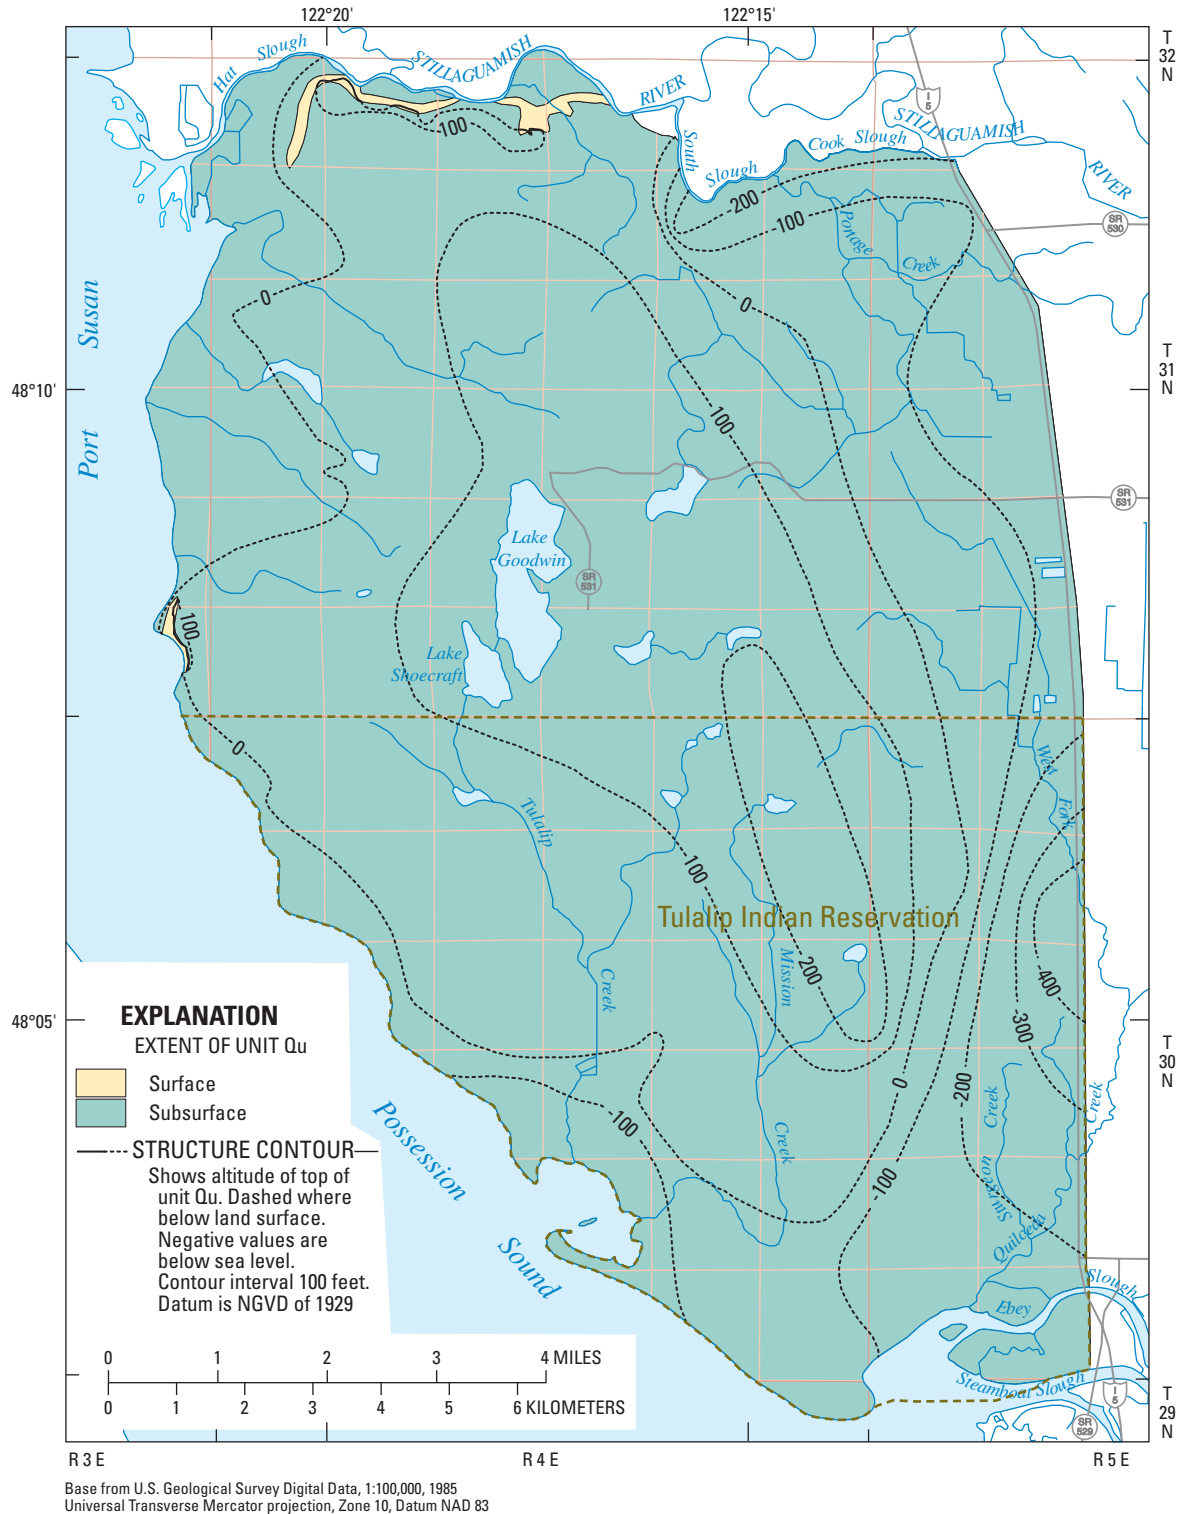 122°20'
122°15'
T
32
N
Hat
Slough
STILLAGUAMISH
RIVER
I
5
STILLAGUAMISH
Cook Slough
South
Slough
RIVER
100
-200
-100
Portage
Creek
SR
530
Port Susan
0
0
T
31
N
48°10'
100
SR
531
Lake
Goodwin
SR
531
100
Lake
Shoecraft
0
West
Fork
Tulalip
100
Tulalip Indian Reservation
Mission
200
400
Creek
-300
48°05'
EXPLANATION
EXTENT OF UNIT Qu
Surface
Subsurface
STRUCTURE CONTOUR—
Shows altitude of top of
unit Qu. Dashed where
below land surface.
Negative values are
below sea level.
Contour interval 100 feet.
Datum is NGVD of 1929
T
30
N
0
-200
Creek
Creek
-100
Creek
Possession
Sound
-100
Sturgeon
Quilceda
Slough
Ebey
Steamboat Slough
0 1 2 3 4 MILES
0 1 2 3 4 5 6 KILOMETERS
I
5
SR
529
T
29
N
R 3 E
R 4 E
R 5 E
Base from U.S. Geological Survey Digital Data, 1:100,000, 1985
Universal Transverse Mercator projection, Zone 10, Datum NAD 83